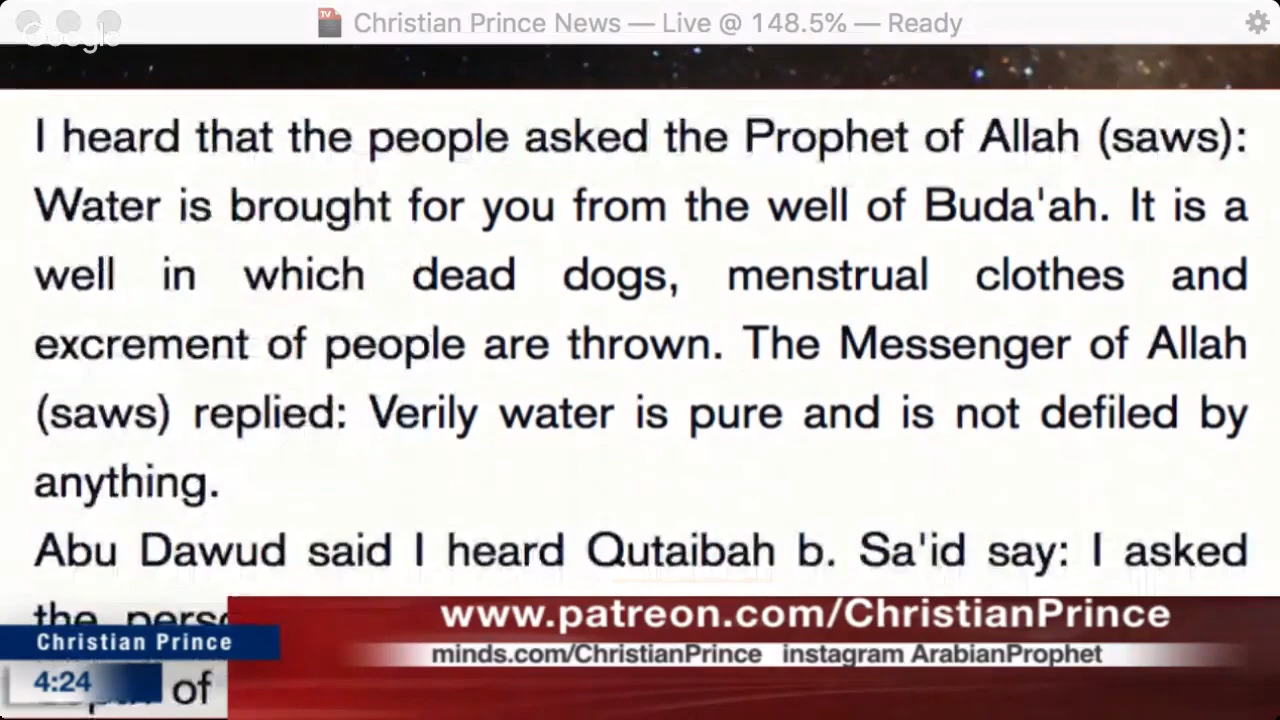 Christian Prince News — Live @ 148.5% — Ready
Google
I heard that the people asked the Prophet of Allah (saws):
Water is brought for you from the well of Buda'ah. It is a
well in which dead dogs, menstrual clothes and
excrement of people are thrown. The Messenger of Allah
(saws) replied: Verily water is pure and is not defiled by
anything.
Abu Dawud said I heard Qutaibah b. Sa'id say: I asked
the
www.patreon.com/ChristianPrince
Christian Prince
minds.com/ChristianPrince instagram ArabianProphet
4:24
of